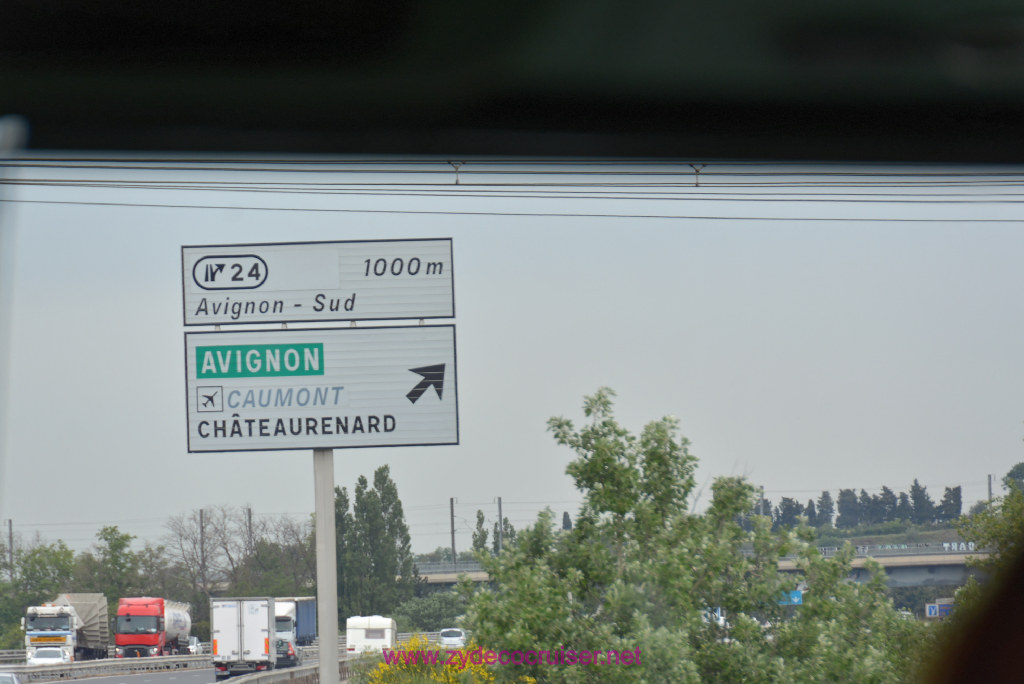 24 1000m
Avignon - Sud
AVIGNON
CAUMONT
CHÂTEAURENARD
www.zydecocruiser.net